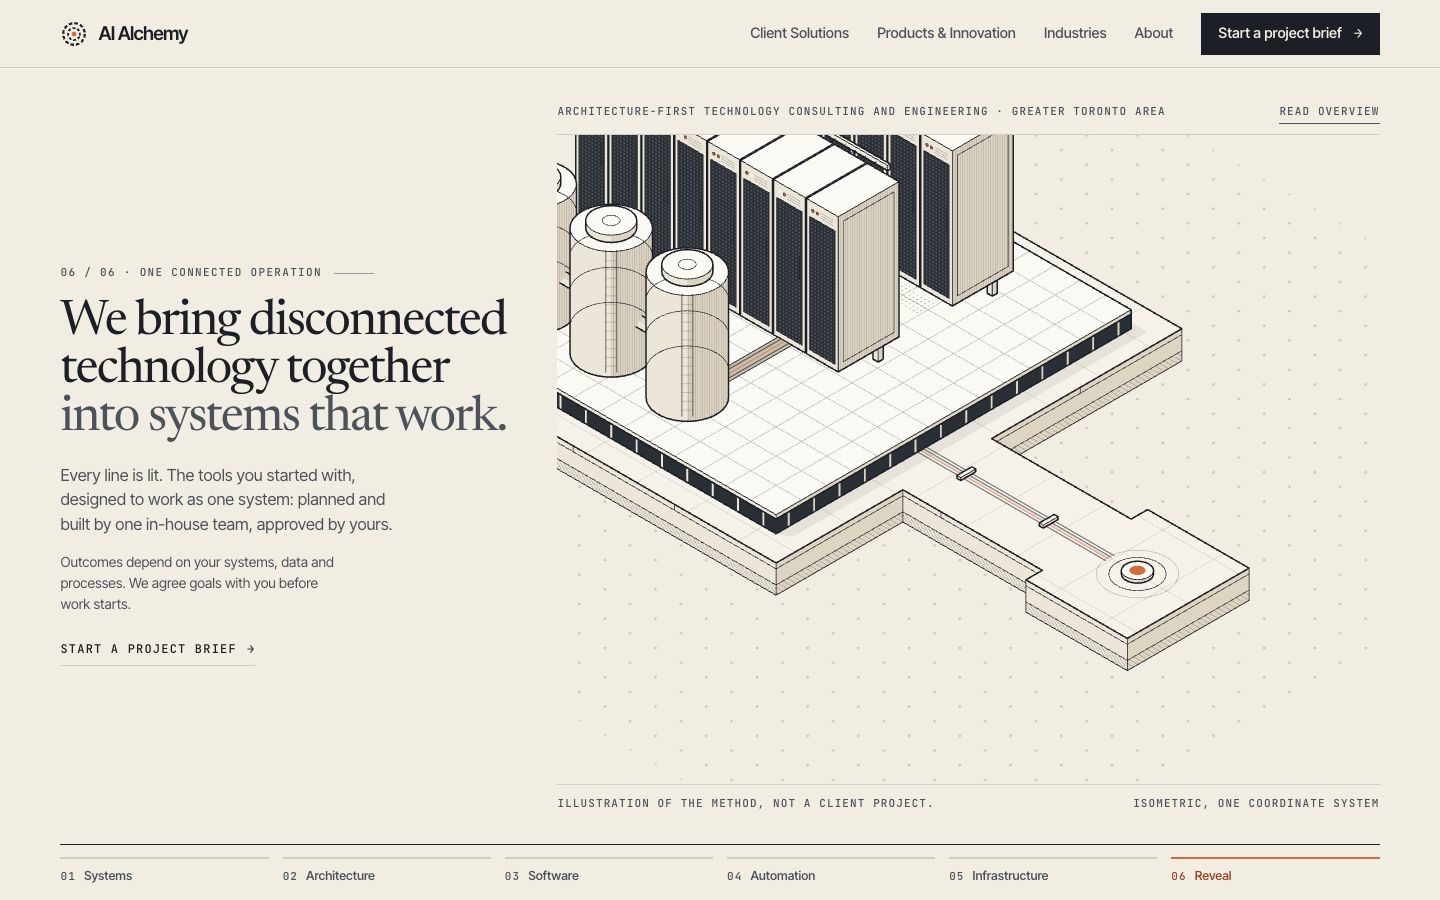 AI Alchemy
Client Solutions
Products & Innovation
Industries
About
Start a project brief →
ARCHITECTURE-FIRST TECHNOLOGY CONSULTING AND ENGINEERING · GREATER TORONTO AREA
READ OVERVIEW
06 / 06 · ONE CONNECTED OPERATION
We bring disconnected
technology together
into systems that work.
Every line is lit. The tools you started with,
designed to work as one system: planned and
built by one in-house team, approved by yours.
Outcomes depend on your systems, data and
processes. We agree goals with you before
work starts.
START A PROJECT BRIEF →
ILLUSTRATION OF THE METHOD, NOT A CLIENT PROJECT.
ISOMETRIC, ONE COORDINATE SYSTEM
01 Systems
02 Architecture
03 Software
04 Automation
05 Infrastructure
06 Reveal